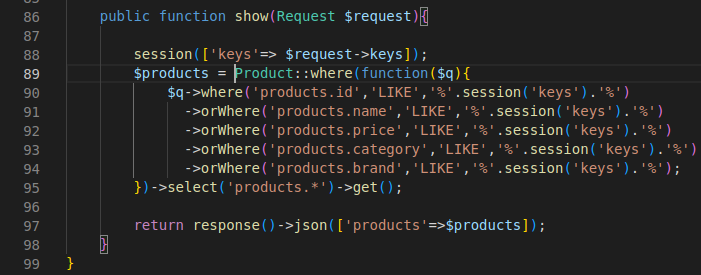 86 public function show(Request $request){
87
88 session(['keys'=> $request->keys]);
89 $products = Product::where(function($q){
90 $q->where('products.id','LIKE','%'.session('keys').'%')
91 ->orWhere('products.name','LIKE','%'.session('keys').'%')
92 ->orWhere('products.price','LIKE','%'.session('keys').'%')
93 ->orWhere('products.category','LIKE','%'.session('keys').'%')
94 ->orWhere('products.brand','LIKE','%'.session('keys').'%');
95 })->select('products.*')->get();
96
97 return response()->json(['products'=>$products]);
98 }
99 }